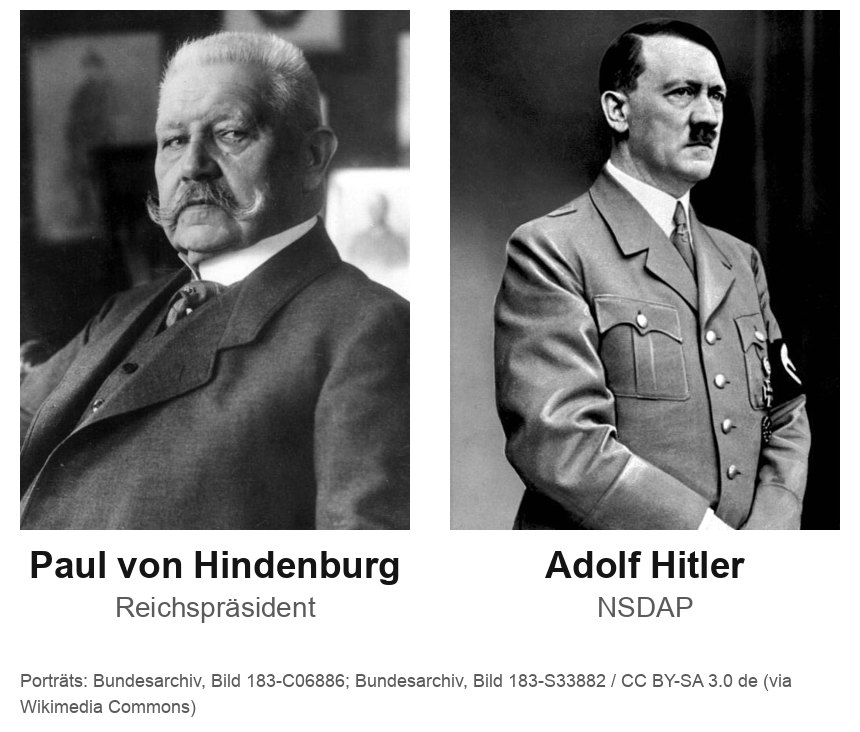 Paul von Hindenburg
Reichspräsident
Adolf Hitler
NSDAP
Porträts: Bundesarchiv, Bild 183-C06886; Bundesarchiv, Bild 183-S33882 / CC BY-SA 3.0 de (via
Wikimedia Commons)